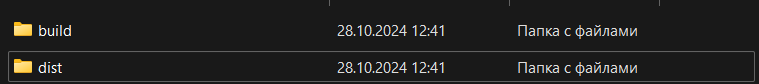 build 28.10.2024 12:41 Папка с файлами
dist 28.10.2024 12:41 Папка с файлами